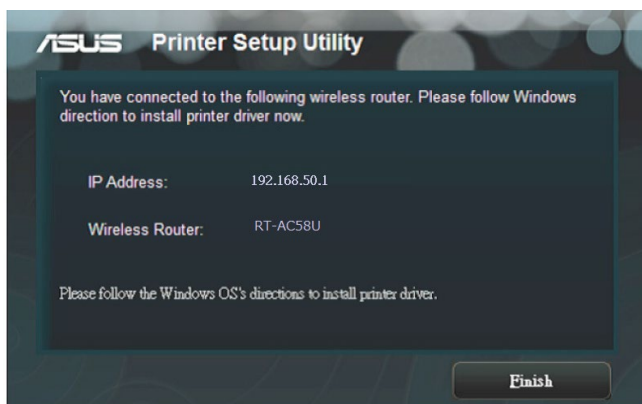 ASUS Printer Setup Utility
You have connected to the following wireless router. Please follow Windows
direction to install printer driver now.
IP Address: 192.168.50.1
Wireless Router: RT-AC58U
Please follow the Windows OS's directions to install printer driver.
Finish